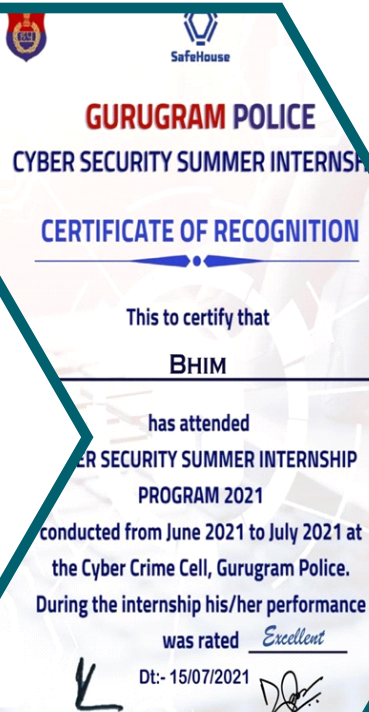 SafeHouse
GURUGRAM POLICE
CYBER SECURITY SUMMER INTERNSH
CERTIFICATE OF RECOGNITION
This to certify that
BHIM
has attended
ER SECURITY SUMMER INTERNSHIP
PROGRAM 2021
conducted from June 2021 to July 2021 at
the Cyber Crime Cell, Gurugram Police.
During the internship his/her performance
was rated Excellent
Dt:- 15/07/2021